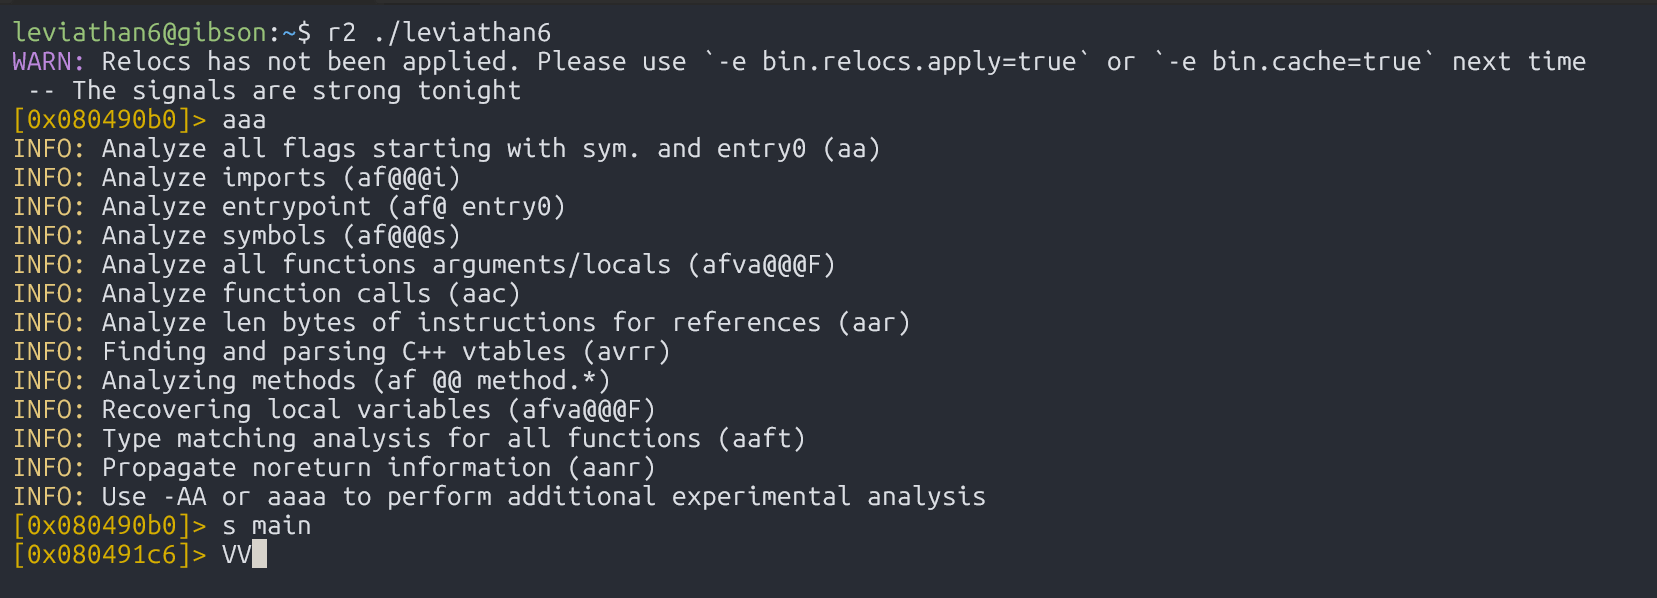 leviathan6@gibson:~$ r2 ./leviathan6
WARN: Relocs has not been applied. Please use `-e bin.relocs.apply=true` or `-e bin.cache=true` next time
 -- The signals are strong tonight
[0x080490b0]> aaa
INFO: Analyze all flags starting with sym. and entry0 (aa)
INFO: Analyze imports (af@@@i)
INFO: Analyze entrypoint (af@ entry0)
INFO: Analyze symbols (af@@@s)
INFO: Analyze all functions arguments/locals (afva@@@F)
INFO: Analyze function calls (aac)
INFO: Analyze len bytes of instructions for references (aar)
INFO: Finding and parsing C++ vtables (avrr)
INFO: Analyzing methods (af @@ method.*)
INFO: Recovering local variables (afva@@@F)
INFO: Type matching analysis for all functions (aaft)
INFO: Propagate noreturn information (aanr)
INFO: Use -AA or aaaa to perform additional experimental analysis
[0x080490b0]> s main
[0x080491c6]> VV